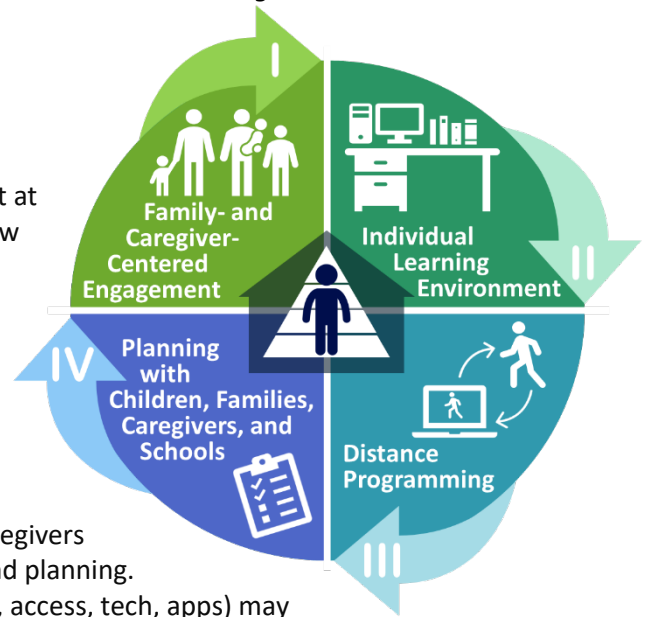 I
Family- and
Caregiver-
Centered
Engagement
Individual
Learning
Environment
II
t at
w
IV
Planning
with
Children, Families,
Caregivers, and
Schools
Distance
Programming
III
egivers
nd planning.
, access, tech, apps) may